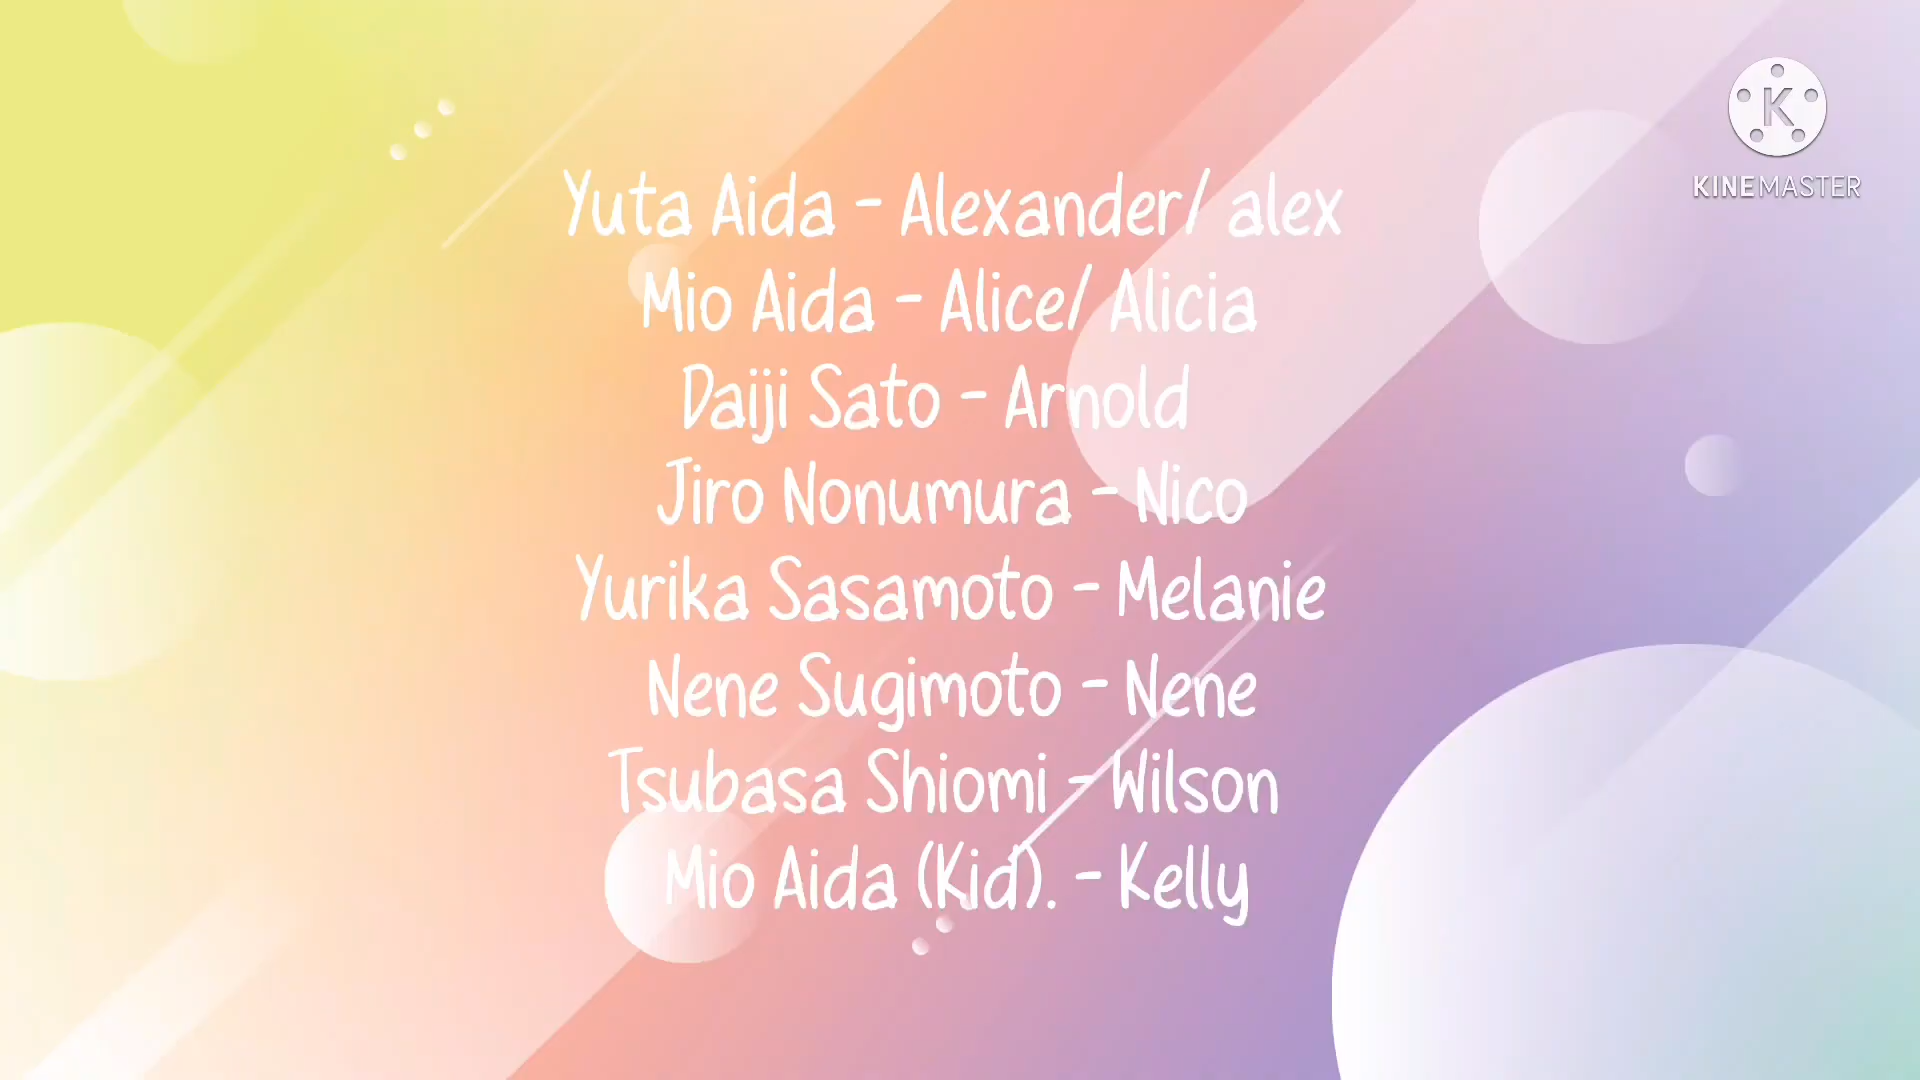 Yuta Aida - Alexander/ alex
Mio Aida - Alice/ Alicia
Daiji Sato - Arnold
Jiro Nonumura - Nico
Yurika Sasamoto - Melanie
Nene Sugimoto - Nene
Tsubasa Shiomi - Wilson
Mio Aida (Kid). - Kelly
K
KINEMASTER